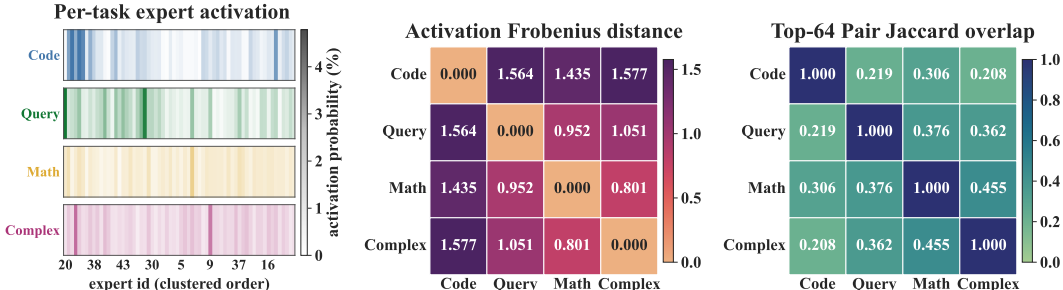 Per-task expert activation
Code
Query
Math
Complex
20 38 43 30 5 9 37 16
expert id (clustered order)
4
3
2
1
0
activation probability (%)
Activation Frobenius distance
Code 0.000 1.564 1.435 1.577
Query 1.564 0.000 0.952 1.051
Math 1.435 0.952 0.000 0.801
Complex 1.577 1.051 0.801 0.000
Code Query Math Complex
1.5
1.0
0.5
0.0
Top-64 Pair Jaccard overlap
Code 1.000 0.219 0.306 0.208
Query 0.219 1.000 0.376 0.362
Math 0.306 0.376 1.000 0.455
Complex 0.208 0.362 0.455 1.000
Code Query Math Complex
1.0
0.8
0.6
0.4
0.2
0.0